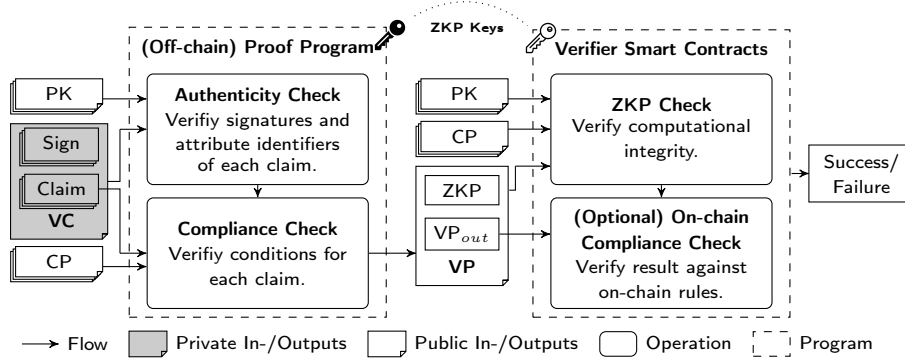 ZKP Keys
(Off-chain) Proof Program
Verifier Smart Contracts
PK
Sign
Claim
VC
CP
Authenticity Check
Verifiy signatures and
attribute identifiers
of each claim.
Compliance Check
Verifiy conditions for
each claim.
PK
CP
ZKP
VP_out
VP
ZKP Check
Verify computational
integrity.
(Optional) On-chain
Compliance Check
Verify result against
on-chain rules.
Success/
Failure
Flow
Private In-/Outputs
Public In-/Outputs
Operation
Program